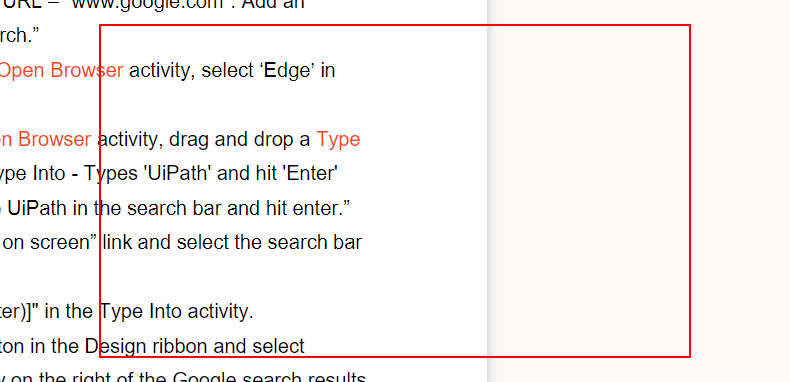 URL – "www.google.com". Add an
rch.”
Open Browser activity, select ‘Edge’ in
n Browser activity, drag and drop a Type
ype Into - Types 'UiPath' and hit 'Enter'
UiPath in the search bar and hit enter.”
on screen” link and select the search bar
ter)]" in the Type Into activity.
ton in the Design ribbon and select
on the right of the Google search results